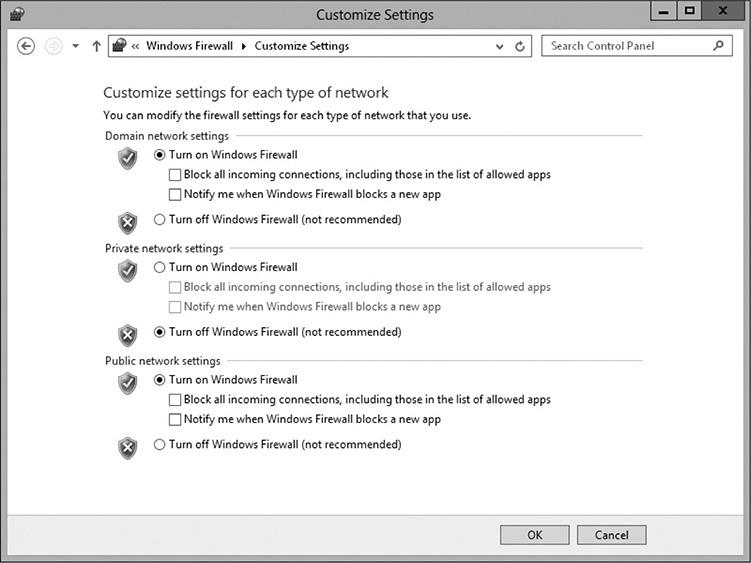 Customize Settings
« Windows Firewall Customize Settings
Search Control Panel
Customize settings for each type of network
You can modify the firewall settings for each type of network that you use.
Domain network settings
Turn on Windows Firewall
Block all incoming connections, including those in the list of allowed apps
Notify me when Windows Firewall blocks a new app
Turn off Windows Firewall (not recommended)
Private network settings
Turn on Windows Firewall
Block all incoming connections, including those in the list of allowed apps
Notify me when Windows Firewall blocks a new app
Turn off Windows Firewall (not recommended)
Public network settings
Turn on Windows Firewall
Block all incoming connections, including those in the list of allowed apps
Notify me when Windows Firewall blocks a new app
Turn off Windows Firewall (not recommended)
OK Cancel